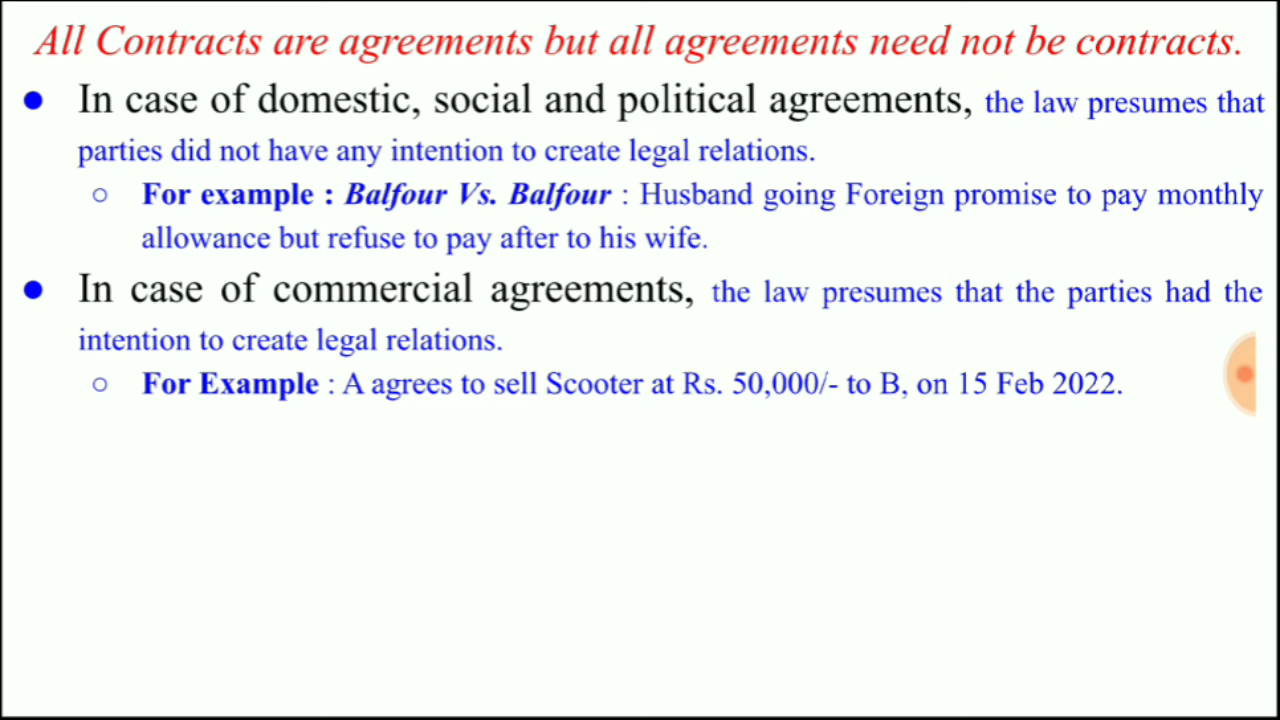 All Contracts are agreements but all agreements need not be contracts.
● In case of domestic, social and political agreements, the law presumes that
parties did not have any intention to create legal relations.
○ For example : Balfour Vs. Balfour : Husband going Foreign promise to pay monthly
allowance but refuse to pay after to his wife.
● In case of commercial agreements, the law presumes that the parties had the
intention to create legal relations.
○ For Example : A agrees to sell Scooter at Rs. 50,000/- to B, on 15 Feb 2022.